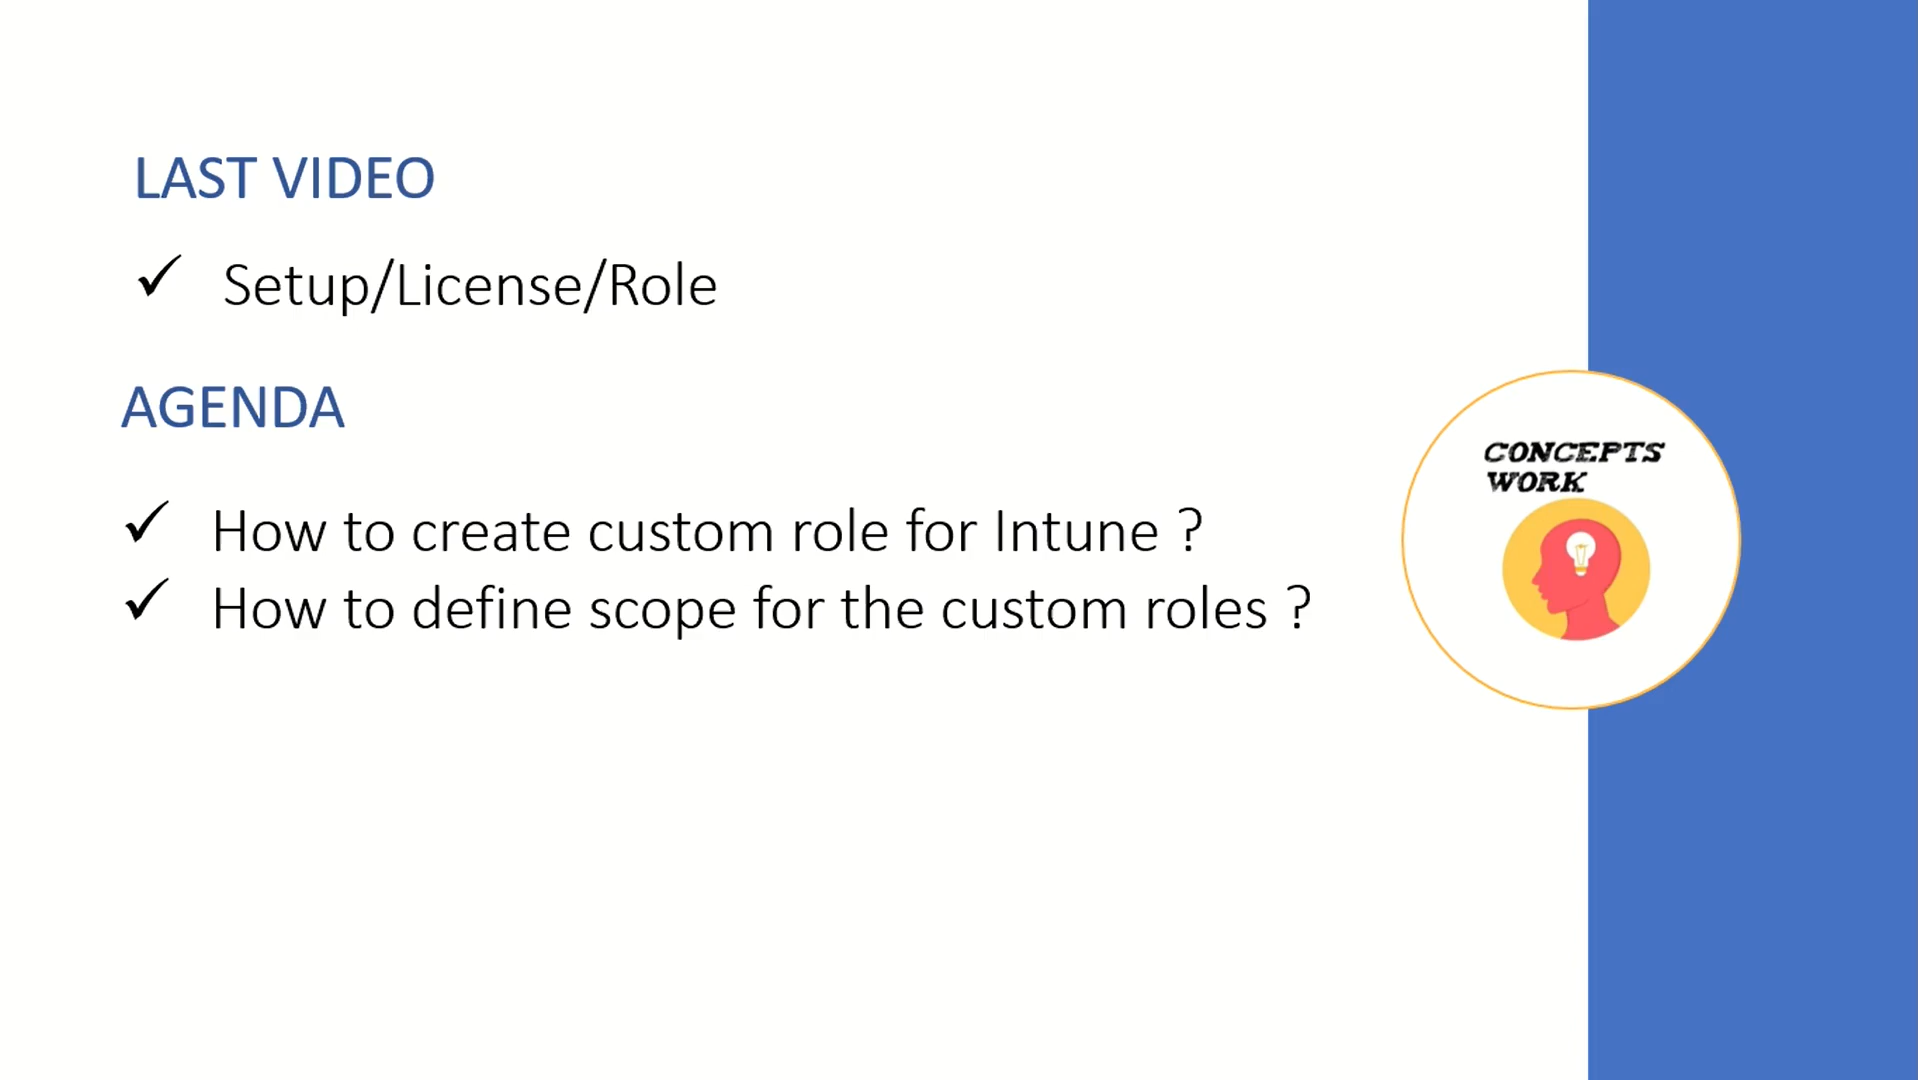 LAST VIDEO
✓ Setup/License/Role
AGENDA
✓ How to create custom role for Intune ?
✓ How to define scope for the custom roles ?
CONCEPTS
WORK